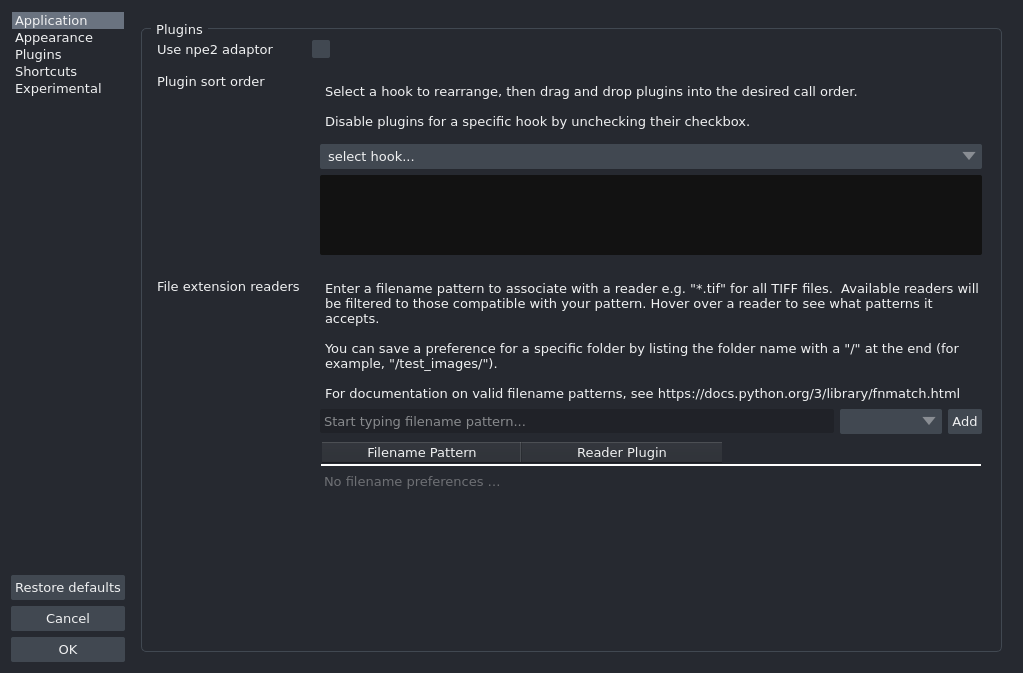 Application
Appearance
Plugins
Shortcuts
Experimental
Restore defaults
Cancel
OK
Plugins
Use npe2 adaptor
Plugin sort order
Select a hook to rearrange, then drag and drop plugins into the desired call order.
Disable plugins for a specific hook by unchecking their checkbox.
select hook...
File extension readers
Enter a filename pattern to associate with a reader e.g. "*.tif" for all TIFF files.  Available readers will
be filtered to those compatible with your pattern. Hover over a reader to see what patterns it
accepts.
You can save a preference for a specific folder by listing the folder name with a "/" at the end (for
example, "/test_images/").
For documentation on valid filename patterns, see https://docs.python.org/3/library/fnmatch.html
Start typing filename pattern...
Add
Filename Pattern
Reader Plugin
No filename preferences ...